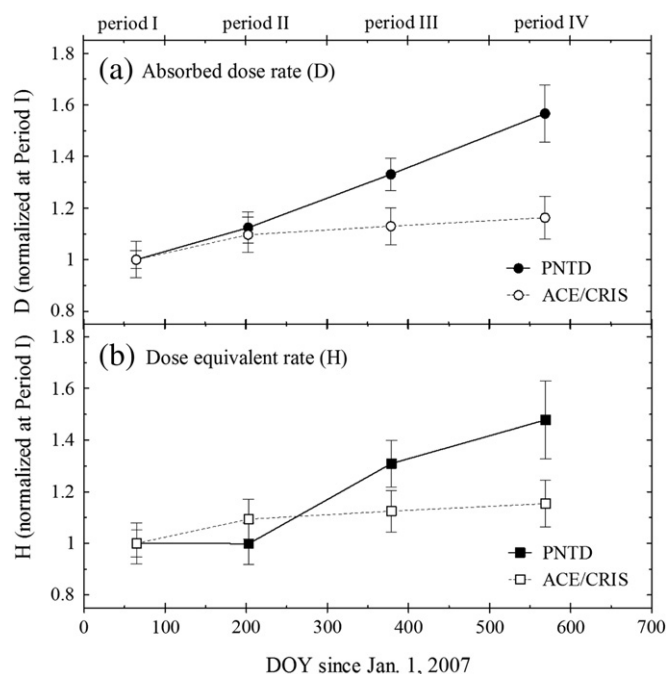 period I period II period III period IV
(a) Absorbed dose rate (D)
D (normalized at Period I)
1.8
1.6
1.4
1.2
1
0.8
PNTD
ACE/CRIS
(b) Dose equivalent rate (H)
H (normalized at Period I)
1.8
1.6
1.4
1.2
1
0.8
PNTD
ACE/CRIS
0 100 200 300 400 500 600 700
DOY since Jan. 1, 2007